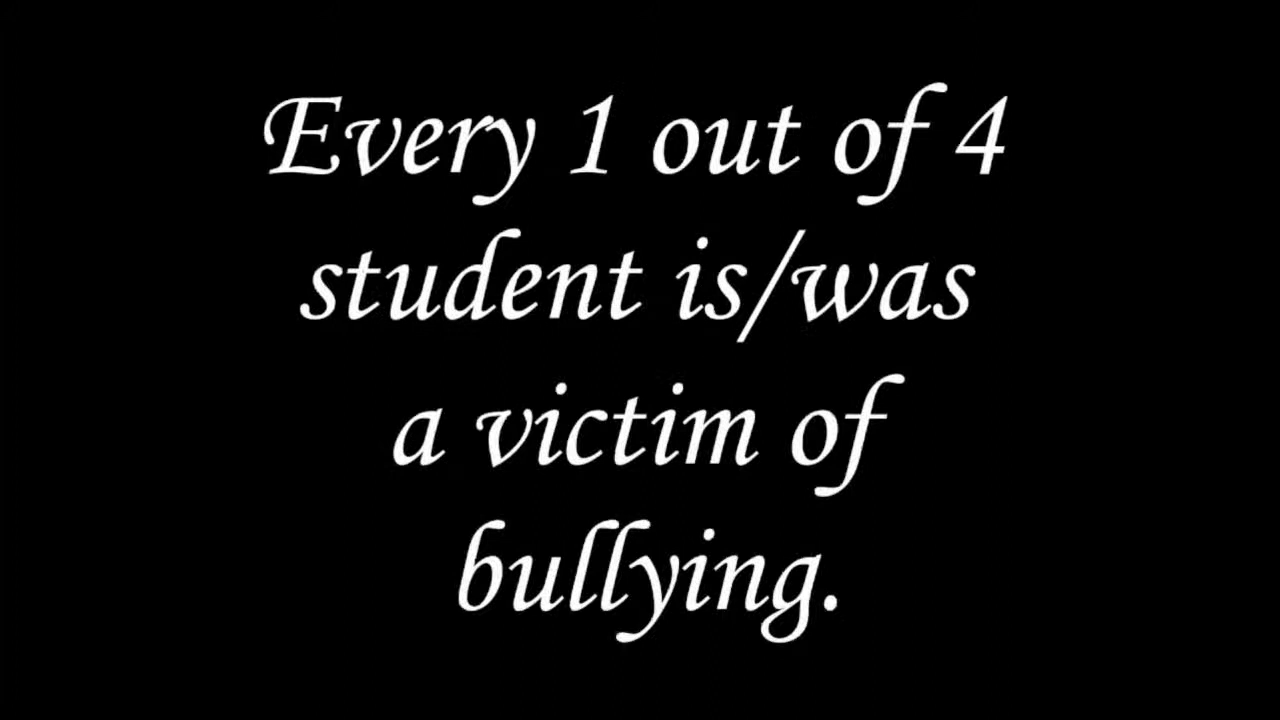 Every 1 out of 4
student is/was
a victim of
bullying.